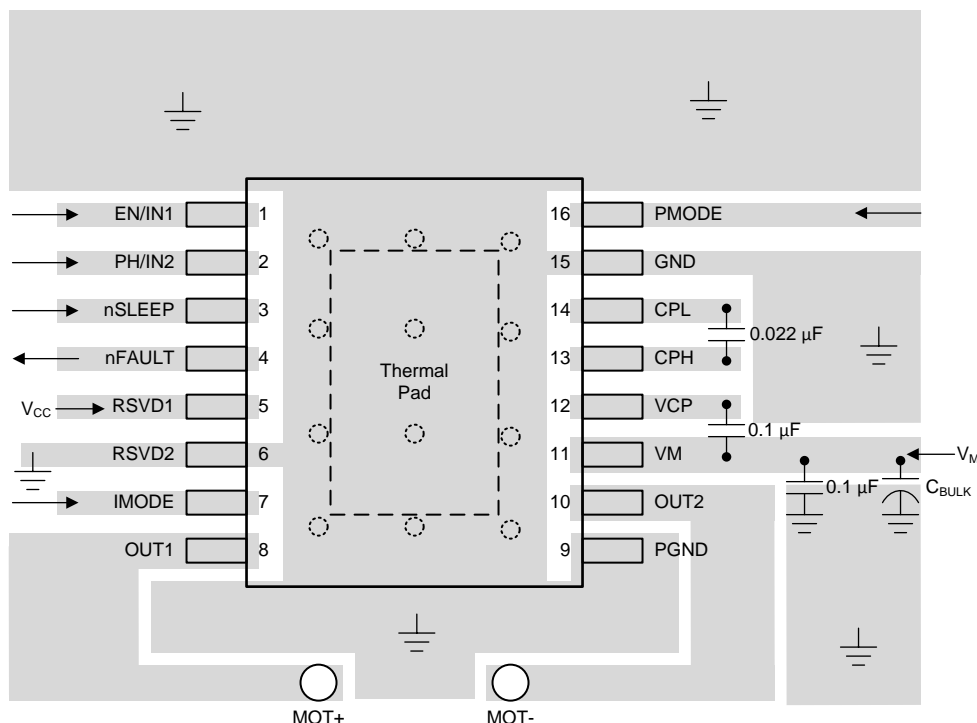 EN/IN1 1 16 PMODE
PH/IN2 2 15 GND
nSLEEP 3 14 CPL
0.022 µF
nFAULT 4 13 CPH
Thermal
Pad
VCC RSVD1 5 12 VCP
0.1 µF
RSVD2 6 11 VM VM
IMODE 7 10 OUT2 0.1 µF CBULK
OUT1 8 9 PGND
MOT+ MOT-